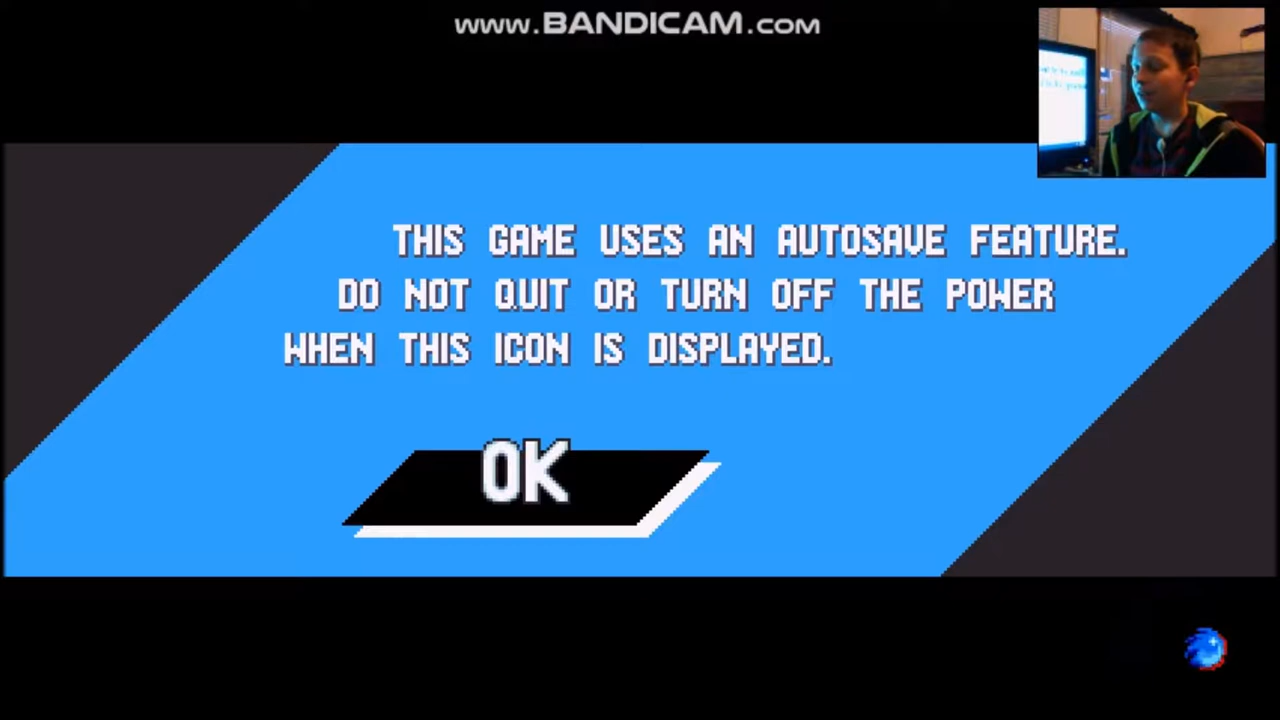 www.BANDICAM.com
THIS GAME USES AN AUTOSAVE FEATURE.
DO NOT QUIT OR TURN OFF THE POWER
WHEN THIS ICON IS DISPLAYED.
OK